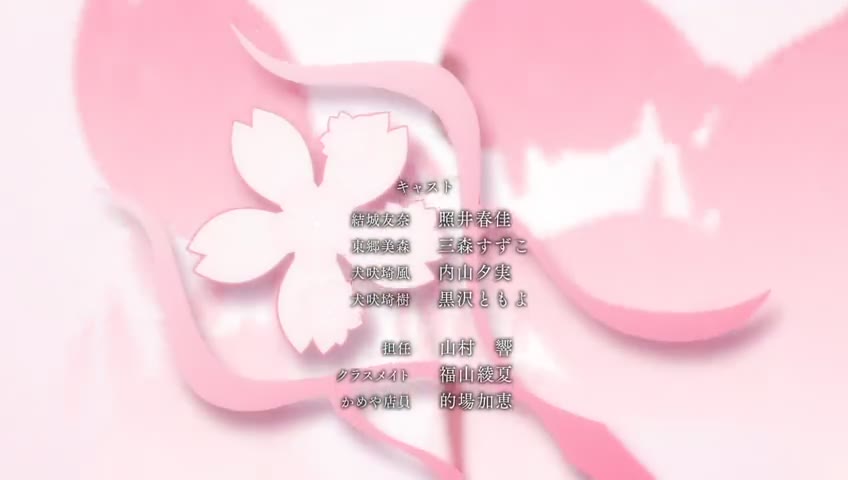 キャスト
結城友奈 照井春佳
東郷美森 三森すずこ
犬吠埼風 内山夕実
犬吠埼樹 黒沢ともよ
担任 山村 響
クラスメイト 福山綾夏
かめや店員 的場加恵